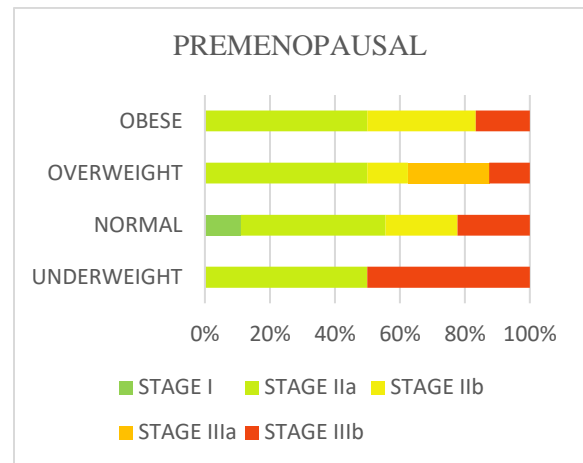 PREMENOPAUSAL
OBESE
OVERWEIGHT
NORMAL
UNDERWEIGHT
0% 20% 40% 60% 80% 100%
STAGE I STAGE IIa STAGE IIb
STAGE IIIa STAGE IIIb